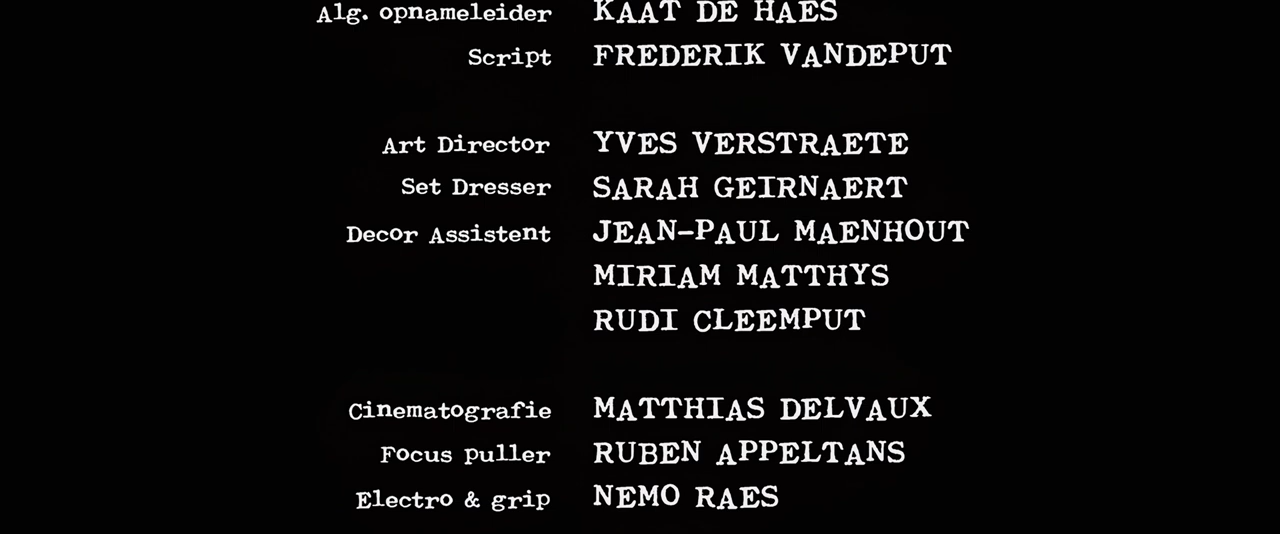 Alg. opnameleider KAAT DE HAES
Script FREDERIK VANDEPUT
Art Director YVES VERSTRAETE
Set Dresser SARAH GEIRNAERT
Decor Assistent JEAN-PAUL MAENHOUT
MIRIAM MATTHYS
RUDI CLEEMPUT
Cinematografie MATTHIAS DELVAUX
Focus puller RUBEN APPELTANS
Electro & grip NEMO RAES